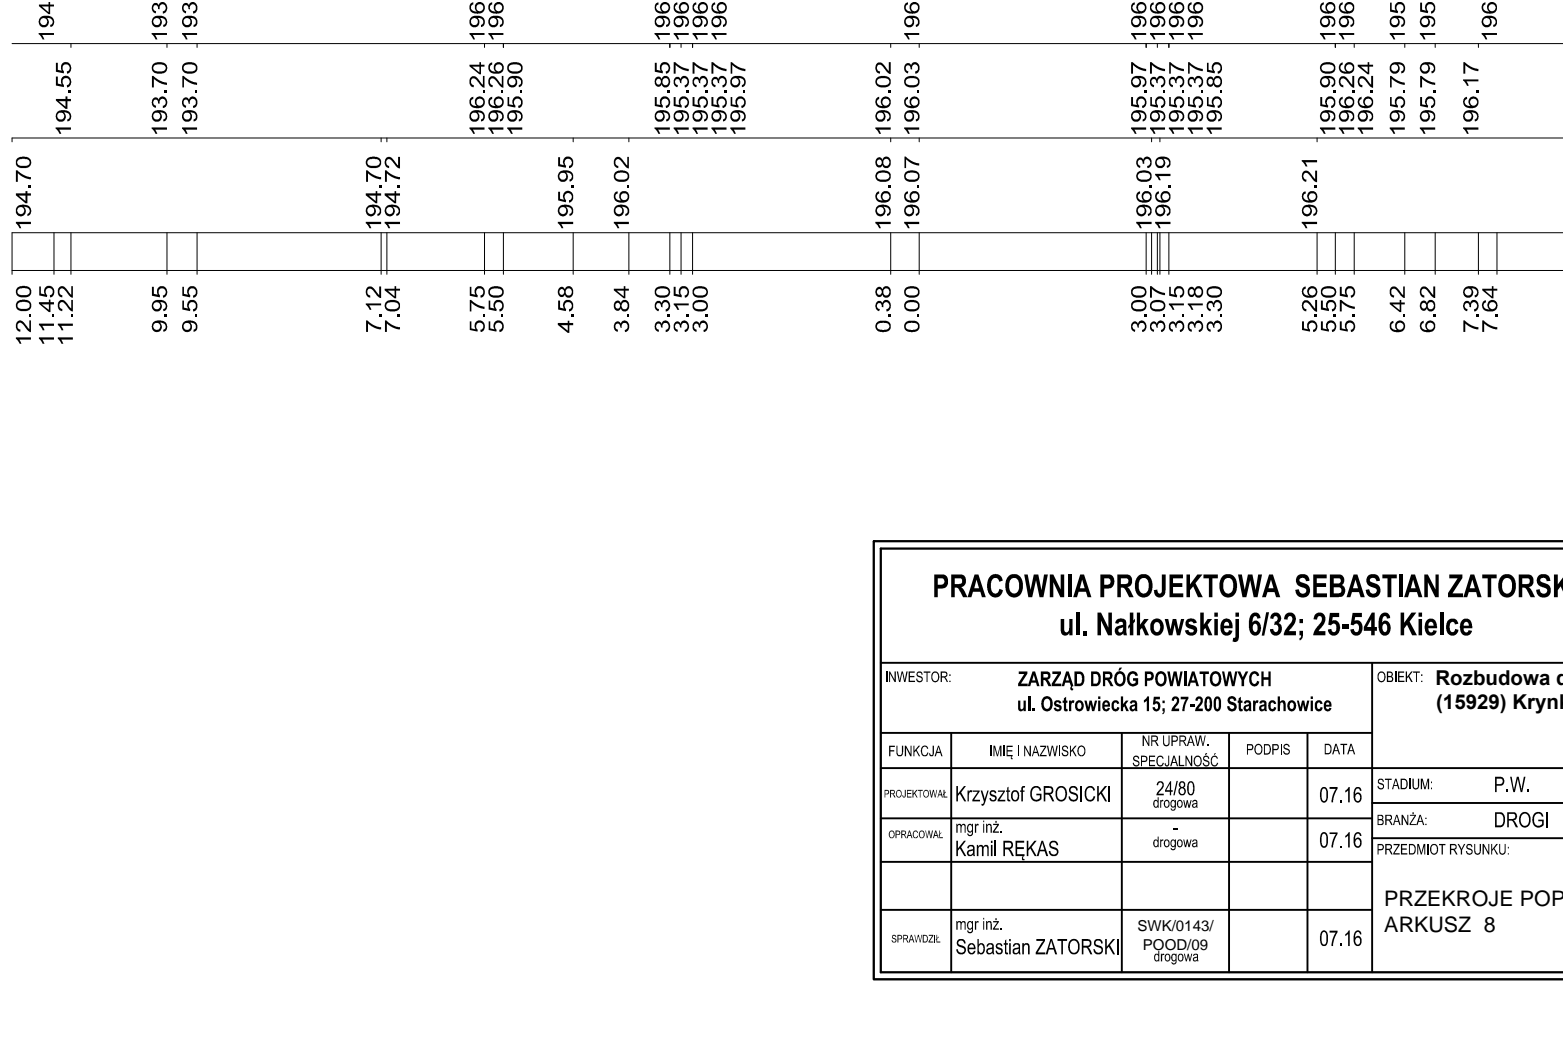 194 193 193 196 196 196 196 196 196 196 196 196 196 196 196 196 195 195 196
194.55 193.70 193.70 196.24 196.26 195.90 195.85 195.37 195.37 195.37 195.97 196.02 196.03 195.97 195.37 195.37 195.37 195.85 195.90 196.26 196.24 195.79 195.79 196.17
194.70 194.70 194.72 195.95 196.02 196.08 196.07 196.03 196.19 196.21
12.00 11.45 11.22 9.95 9.55 7.12 7.04 5.75 5.50 4.58 3.84 3.30 3.15 3.00 0.38 0.00 3.00 3.07 3.15 3.18 3.30 5.26 5.50 5.75 6.42 6.82 7.39 7.64
PRACOWNIA PROJEKTOWA SEBASTIAN ZATORSK
ul. Nałkowskiej 6/32; 25-546 Kielce
INWESTOR: ZARZĄD DRÓG POWIATOWYCH
ul. Ostrowiecka 15; 27-200 Starachowice
OBIEKT: Rozbudowa d
(15929) Kryn
FUNKCJA IMIĘ I NAZWISKO NR UPRAW. SPECJALNOŚĆ PODPIS DATA
PROJEKTOWAŁ Krzysztof GROSICKI 24/80 drogowa 07.16
STADIUM: P.W.
OPRACOWAŁ mgr inż. Kamil RĘKAS - drogowa 07.16
BRANŻA: DROGI
PRZEDMIOT RYSUNKU:
PRZEKROJE POP
ARKUSZ 8
SPRAWDZIŁ mgr inż. Sebastian ZATORSKI SWK/0143/ POOD/09 drogowa 07.16